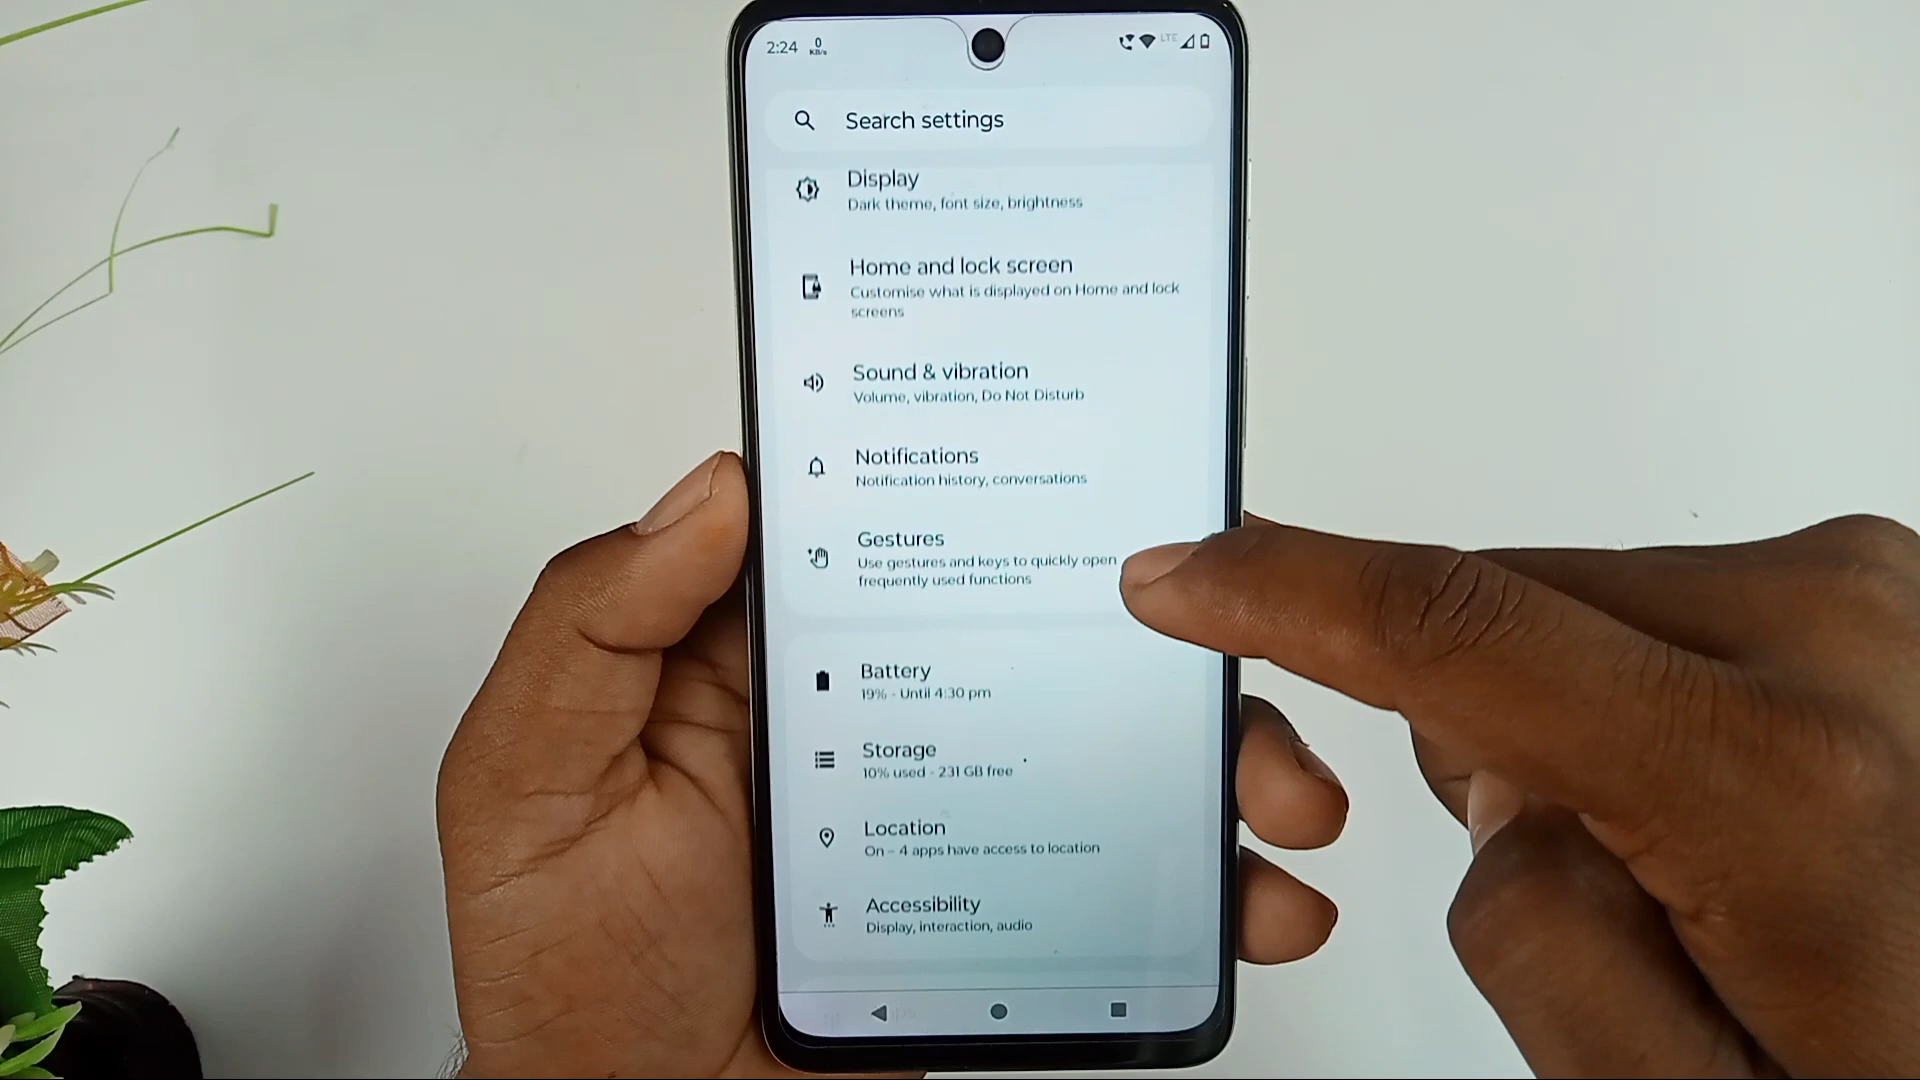 2:24 0 KB/s LTE
Search settings
Display
Dark theme, font size, brightness
Home and lock screen
Customise what is displayed on Home and lock
screens
Sound & vibration
Volume, vibration, Do Not Disturb
Notifications
Notification history, conversations
Gestures
Use gestures and keys to quickly open
frequently used functions
Battery
19% - Until 4:30 pm
Storage
10% used - 231 GB free
Location
On – 4 apps have access to location
Accessibility
Display, interaction, audio